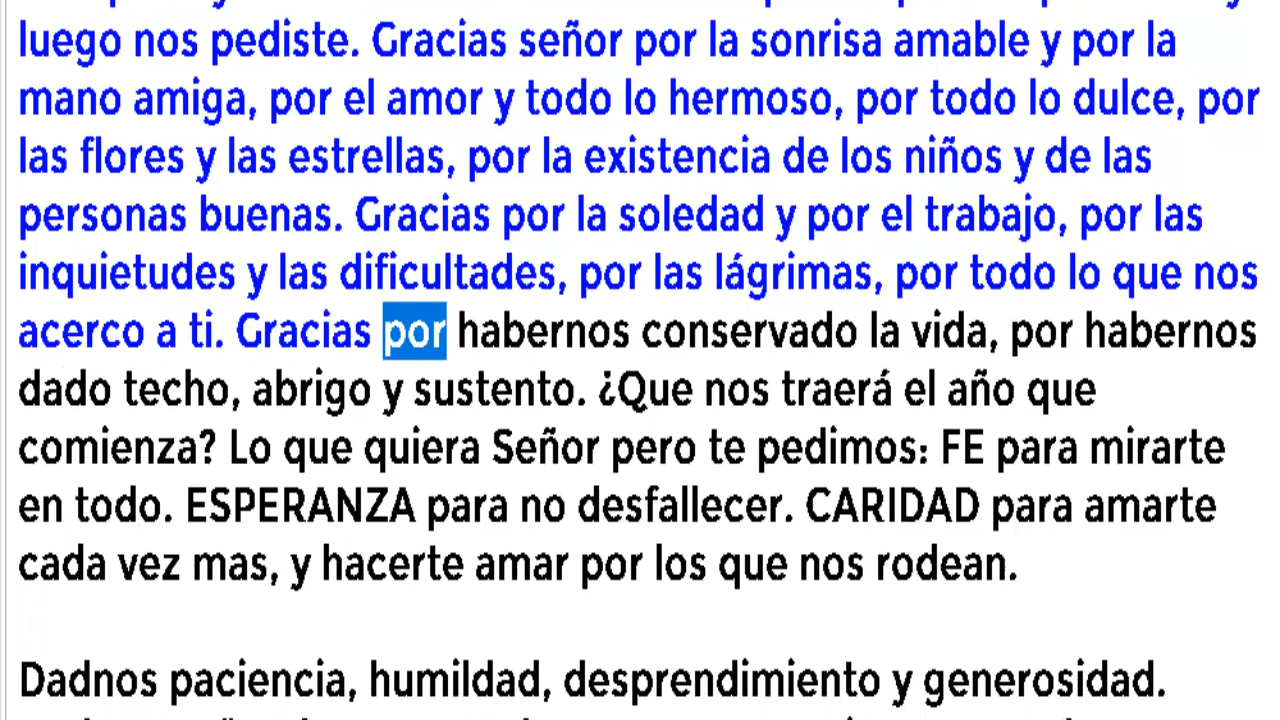 luego nos pediste. Gracias señor por la sonrisa amable y por la
mano amiga, por el amor y todo lo hermoso, por todo lo dulce, por
las flores y las estrellas, por la existencia de los niños y de las
personas buenas. Gracias por la soledad y por el trabajo, por las
inquietudes y las dificultades, por las lágrimas, por todo lo que nos
acerco a ti. Gracias por habernos conservado la vida, por habernos
dado techo, abrigo y sustento. ¿Que nos traerá el año que
comienza? Lo que quiera Señor pero te pedimos: FE para mirarte
en todo. ESPERANZA para no desfallecer. CARIDAD para amarte
cada vez mas, y hacerte amar por los que nos rodean.
Dadnos paciencia, humildad, desprendimiento y generosidad.